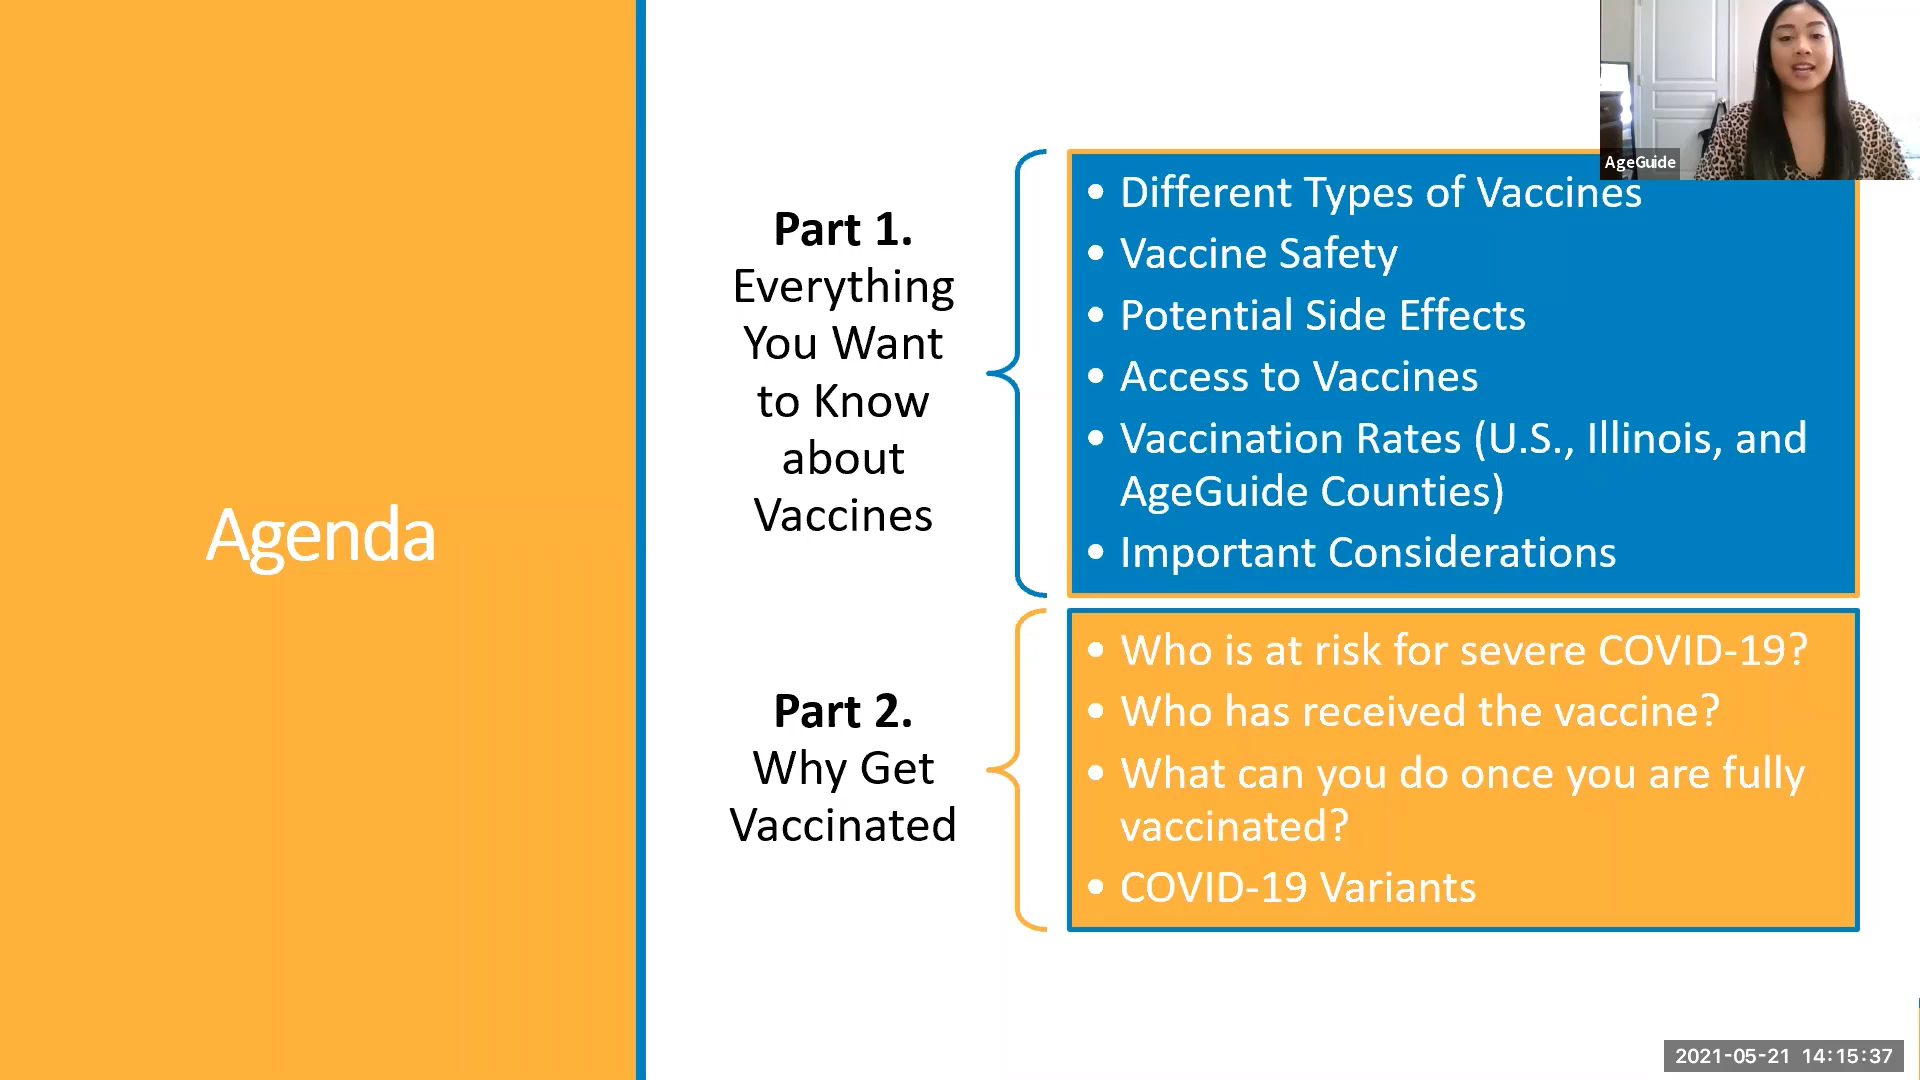 AgeGuide
Agenda
Part 1.
Everything
You Want
to Know
about
Vaccines
• Different Types of Vaccines
• Vaccine Safety
• Potential Side Effects
• Access to Vaccines
• Vaccination Rates (U.S., Illinois, and
AgeGuide Counties)
• Important Considerations
Part 2.
Why Get
Vaccinated
• Who is at risk for severe COVID-19?
• Who has received the vaccine?
• What can you do once you are fully
vaccinated?
• COVID-19 Variants
2021-05-21 14:15:37